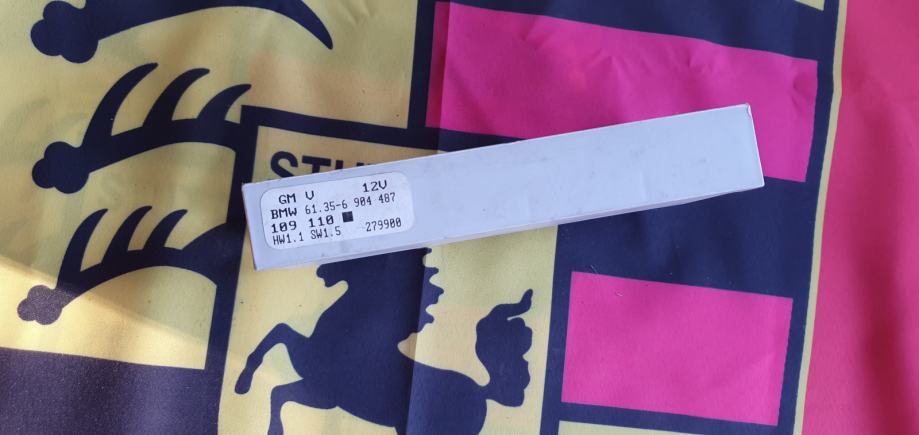 STU
GM V 12V
BMW 61.35-6 904 487
109 110
HW1.1 SW1.5 279900